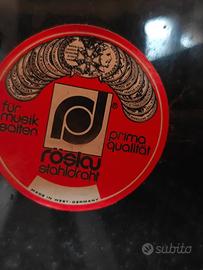 für
musik
saiten
prima
qualität
®
röslau
stahldraht
MADE IN WEST-GERMANY
subito